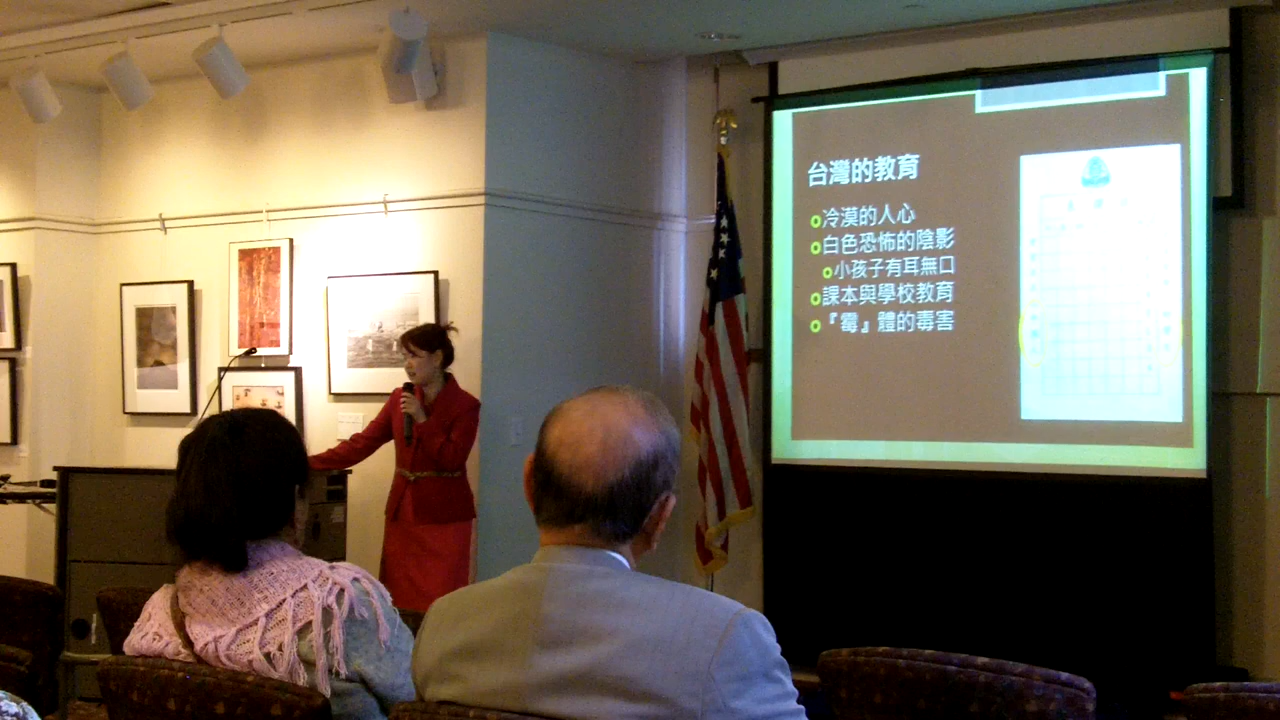 台灣的教育
冷漠的人心
白色恐怖的陰影
小孩子有耳無口
課本與學校教育
『霉』體的毒害